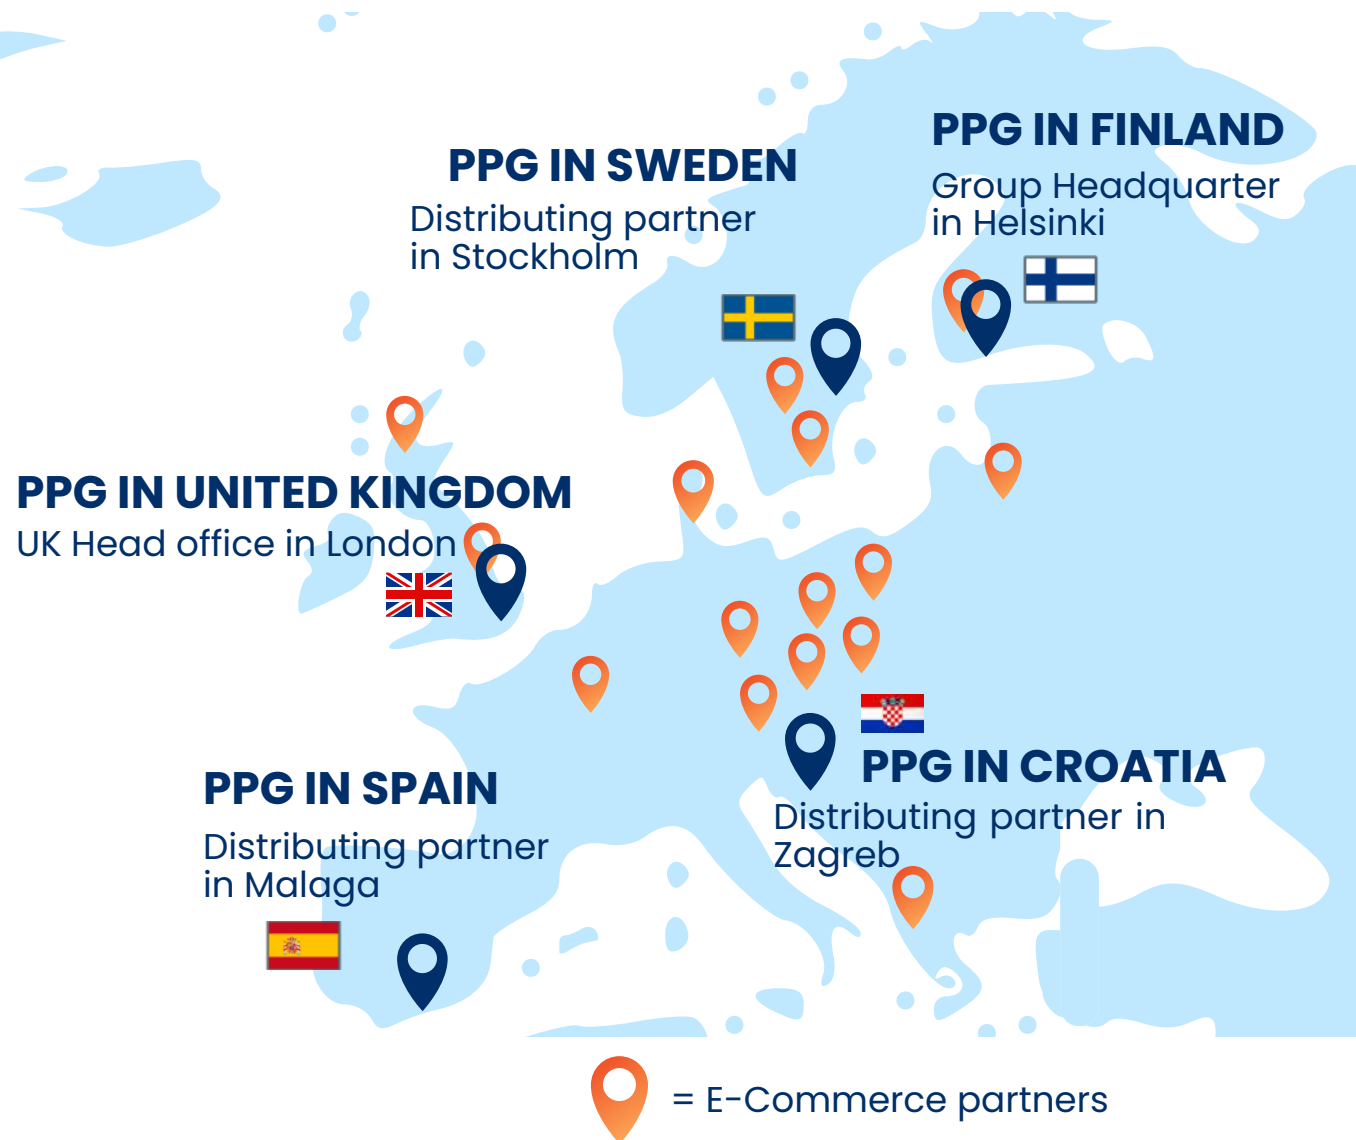 PPG IN FINLAND
Group Headquarter
in Helsinki
PPG IN SWEDEN
Distributing partner
in Stockholm
PPG IN UNITED KINGDOM
UK Head office in London
PPG IN CROATIA
Distributing partner in
Zagreb
PPG IN SPAIN
Distributing partner
in Malaga
= E-Commerce partners